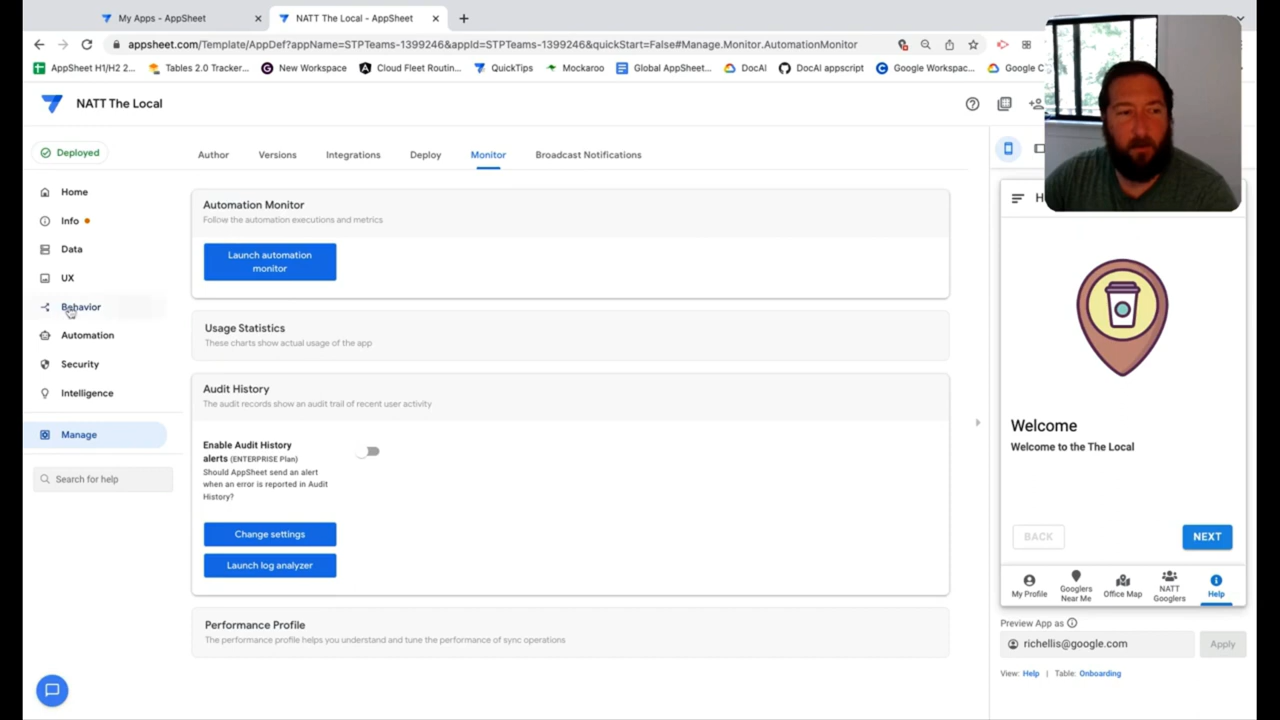 My Apps - AppSheet
NATT The Local - AppSheet
appsheet.com/Template/AppDef?appName=STPTeams-1399246&appId=STPTeams-1399246&quickStart=False#Manage.Monitor.AutomationMonitor
AppSheet H1/H2 2...
Tables 2.0 Tracker...
New Workspace
Cloud Fleet Routin...
QuickTips
Mockaroo
Global AppSheet...
DocAI
DocAI appscript
Google Workspac...
Google C
NATT The Local
Deployed
Author
Versions
Integrations
Deploy
Monitor
Broadcast Notifications
Home
Info
Data
UX
Behavior
Automation
Security
Intelligence
Manage
Search for help
Automation Monitor
Follow the automation executions and metrics
Launch automation
monitor
Usage Statistics
These charts show actual usage of the app
Audit History
The audit records show an audit trail of recent user activity
Enable Audit History
alerts (ENTERPRISE Plan)
Should AppSheet send an alert
when an error is reported in Audit
History?
Change settings
Launch log analyzer
Performance Profile
The performance profile helps you understand and tune the performance of sync operations
Welcome
Welcome to the The Local
BACK
NEXT
My Profile
Googlers
Near Me
Office Map
NATT
Googlers
Help
Preview App as
richellis@google.com
Apply
View: Help | Table: Onboarding